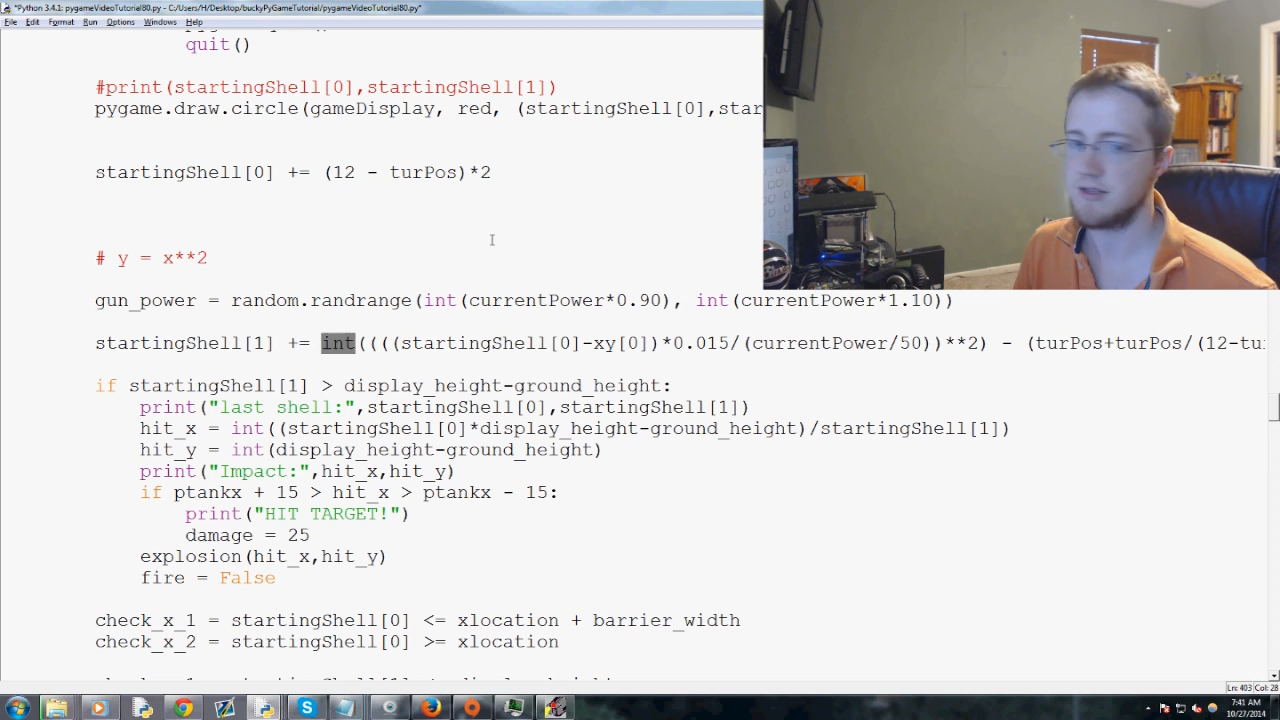 *Python 3.4.1: pygameVideoTutorial80.py - C:/Users/H/Desktop/buckyPyGameTutorial/pygameVideoTutorial80.py*
File Edit Format Run Options Windows Help
quit()
#print(startingShell[0],startingShell[1])
pygame.draw.circle(gameDisplay, red, (startingShell[0],star
startingShell[0] += (12 - turPos)*2
# y = x**2
gun_power = random.randrange(int(currentPower*0.90), int(currentPower*1.10))
startingShell[1] += int((((startingShell[0]-xy[0])*0.015/(currentPower/50))**2) - (turPos+turPos/(12-tu
if startingShell[1] > display_height-ground_height:
print("last shell:",startingShell[0],startingShell[1])
hit_x = int((startingShell[0]*display_height-ground_height)/startingShell[1])
hit_y = int(display_height-ground_height)
print("Impact:",hit_x,hit_y)
if ptankx + 15 > hit_x > ptankx - 15:
print("HIT TARGET!")
damage = 25
explosion(hit_x,hit_y)
fire = False
check_x_1 = startingShell[0] <= xlocation + barrier_width
check_x_2 = startingShell[0] >= xlocation
Ln: 403 Col: 28
7:41 AM
10/27/2014